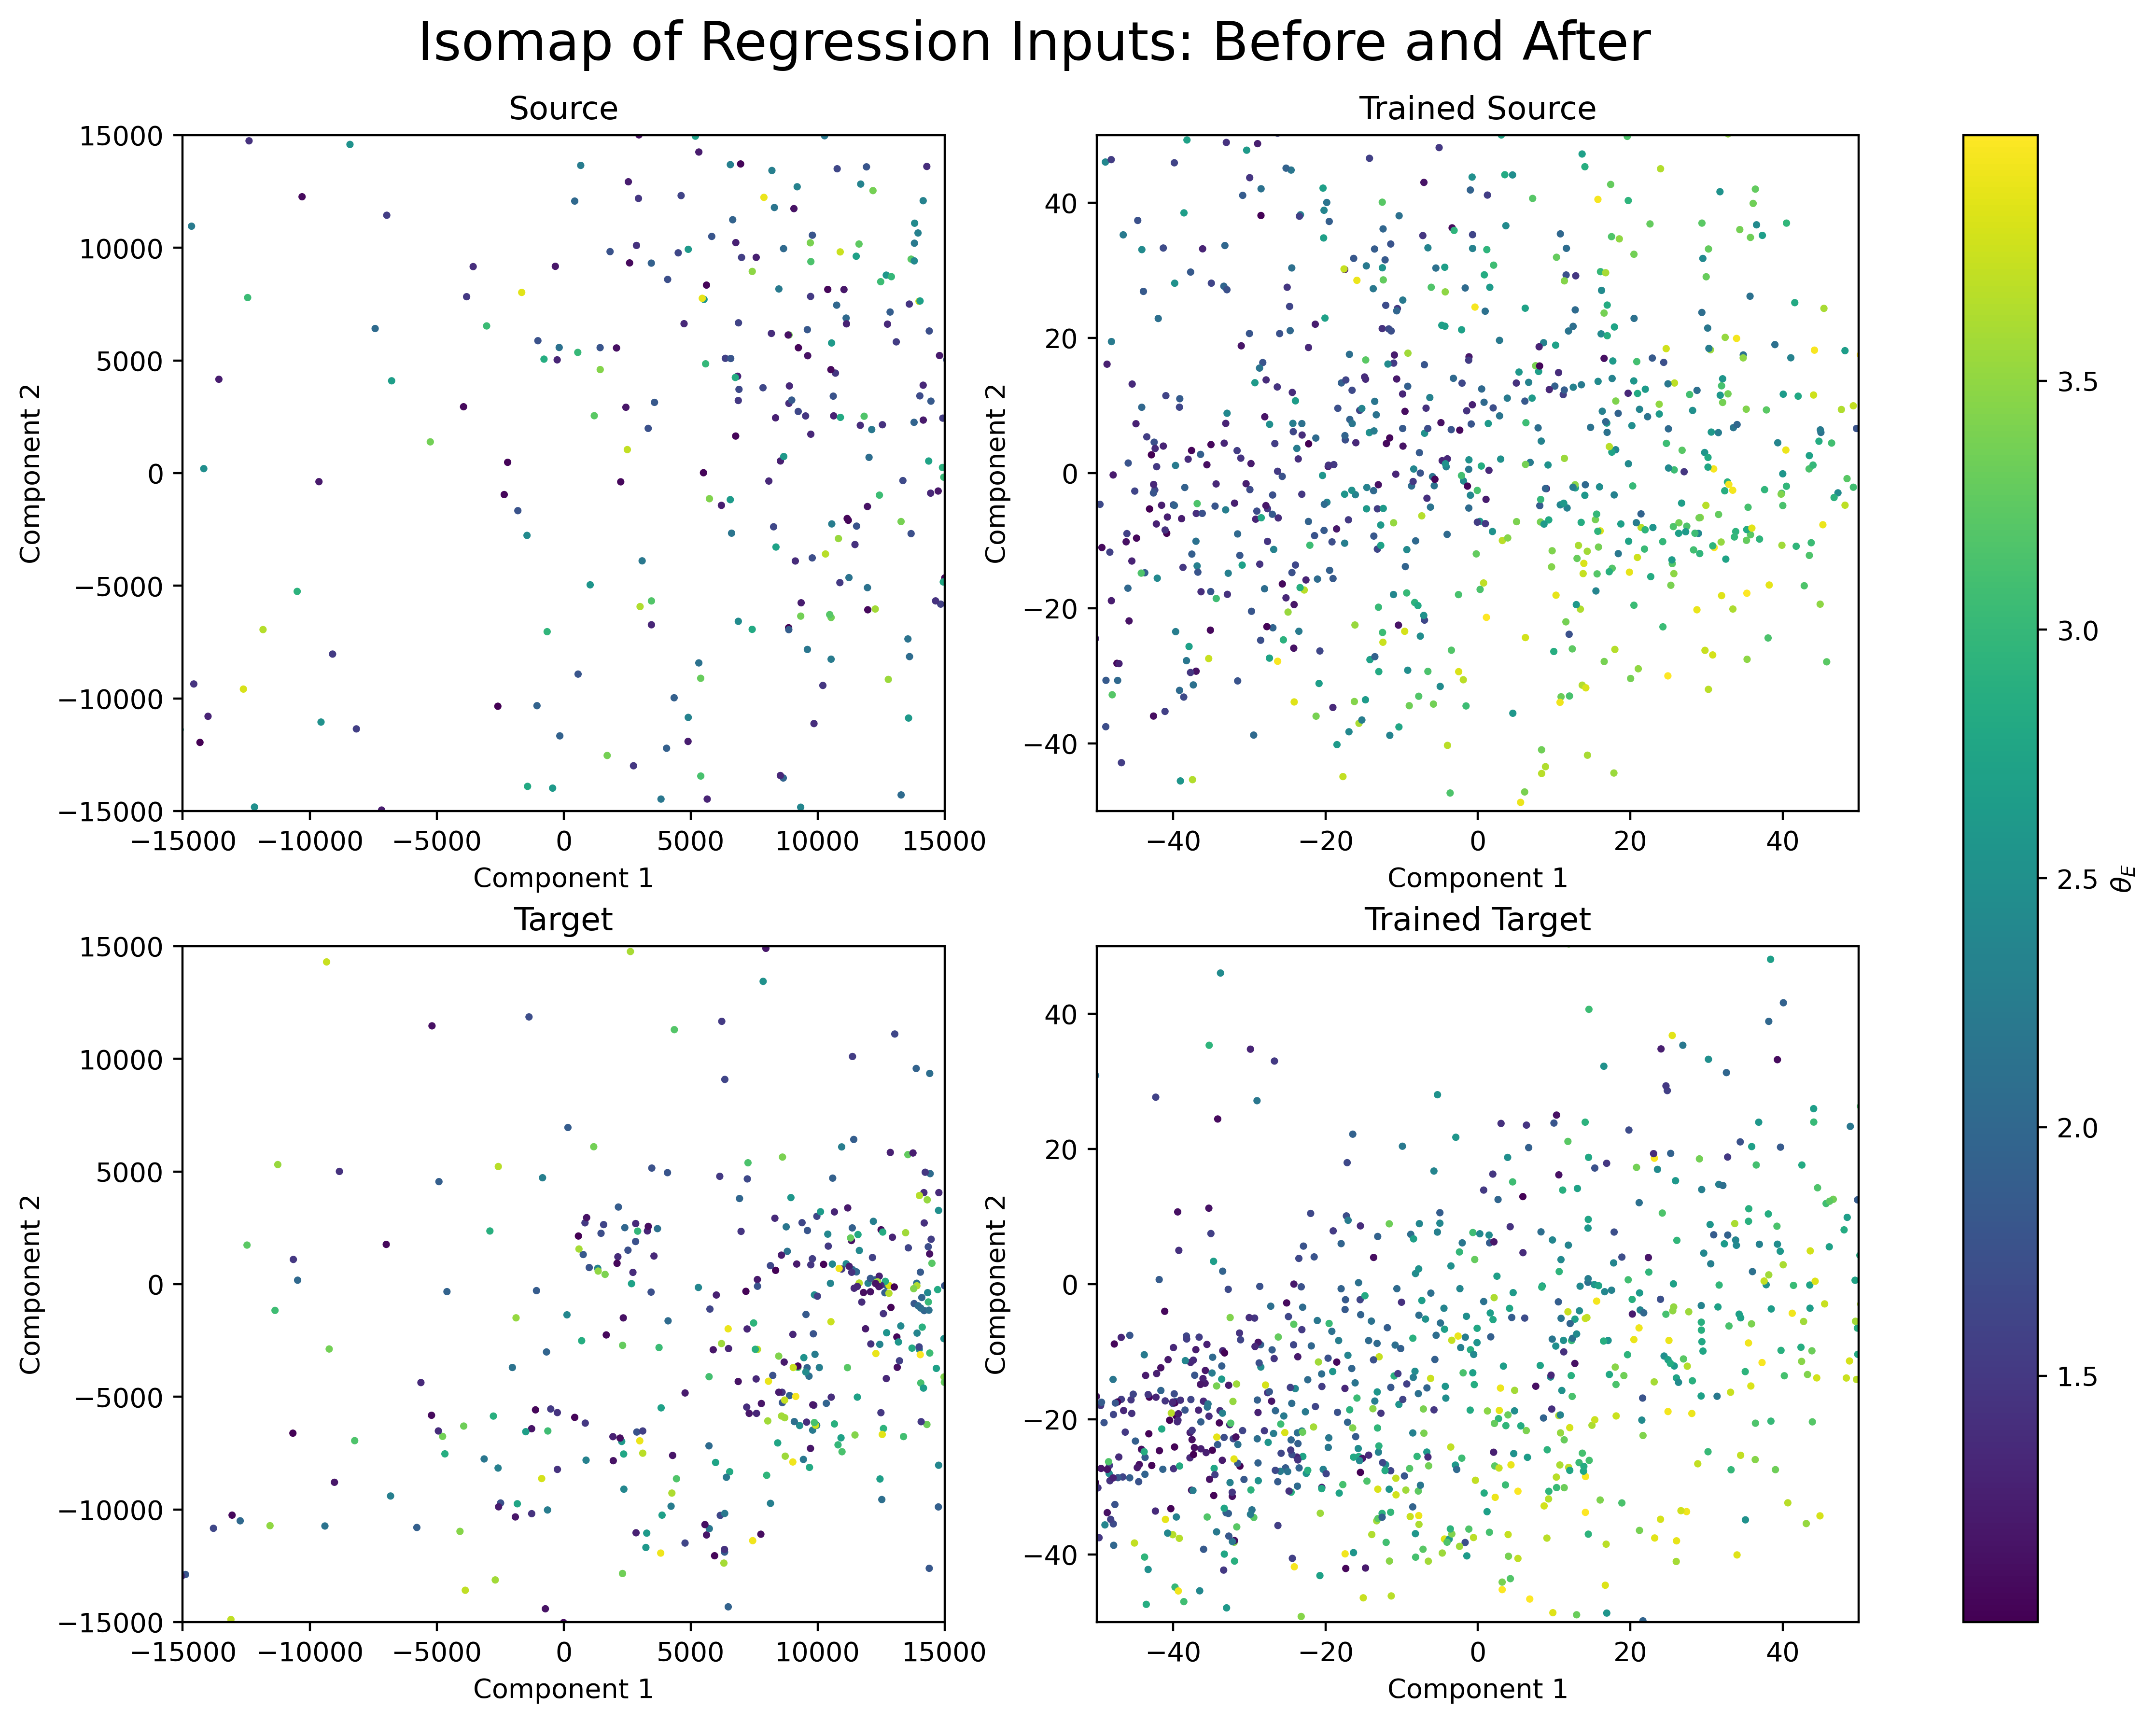 Isomap of Regression Inputs: Before and After
Source
15000
10000
5000
0
−5000
−10000
−15000
Component 2
−15000 −10000 −5000 0 5000 10000 15000
Component 1
Trained Source
40
20
0
−20
−40
Component 2
−40 −20 0 20 40
Component 1
Target
15000
10000
5000
0
−5000
−10000
−15000
Component 2
−15000 −10000 −5000 0 5000 10000 15000
Component 1
Trained Target
40
20
0
−20
−40
Component 2
−40 −20 0 20 40
Component 1
3.5
3.0
2.5
2.0
1.5
θ_E